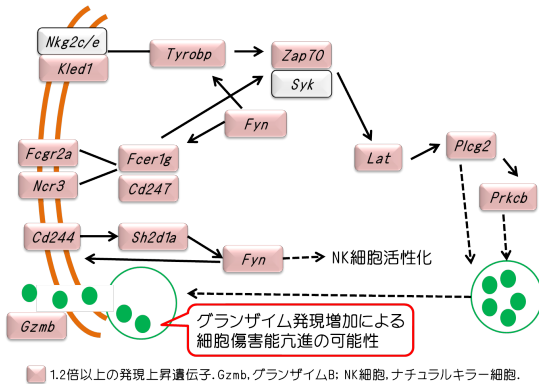 Nkg2c/e
Kled1
Tyrobp
Zap70
Syk
Fyn
Fcgr2a
Ncr3
Fcer1g
Cd247
Lat
Plcg2
Prkcb
Cd244
Sh2d1a
Fyn
NK細胞活性化
Gzmb
グランザイム発現増加による
細胞傷害能亢進の可能性
1.2倍以上の発現上昇遺伝子. Gzmb, グランザイムB; NK細胞, ナチュラルキラー細胞.